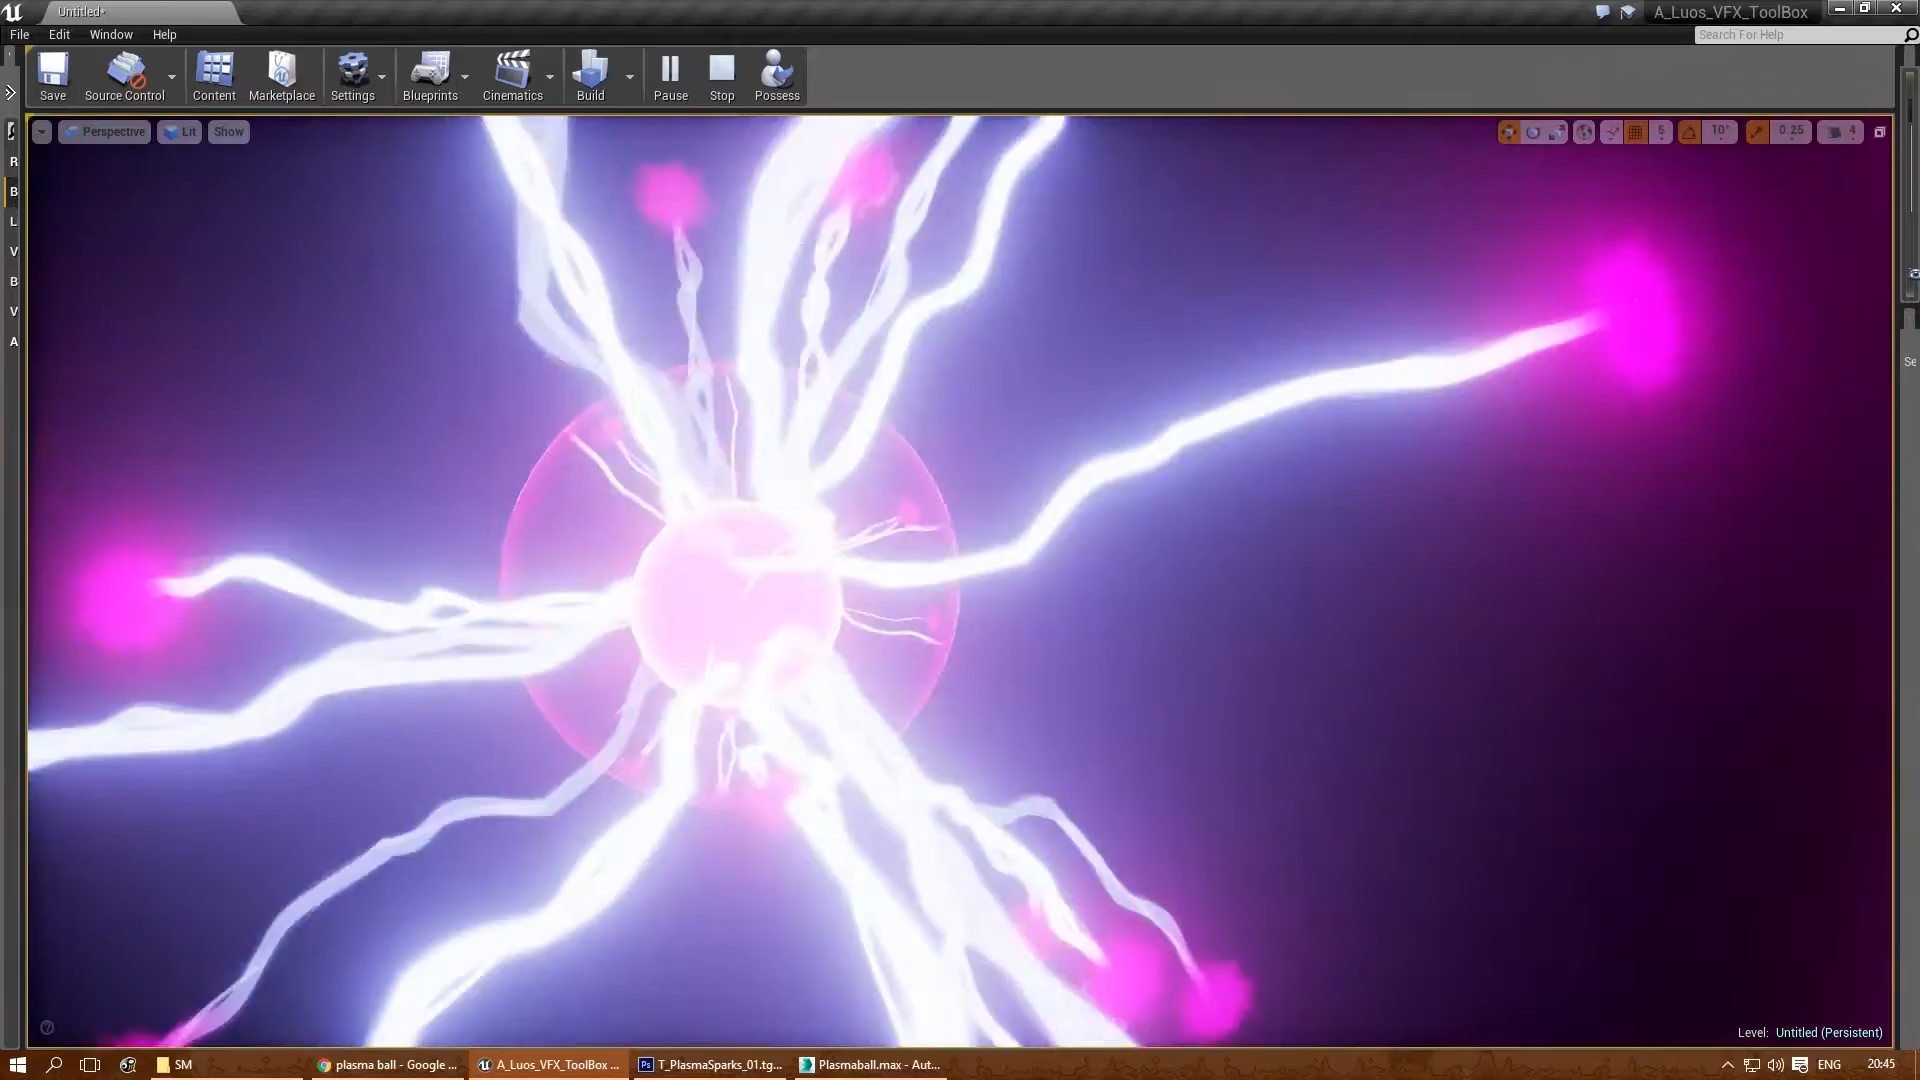 Untitled*
A_Luos_VFX_ToolBox
File Edit Window Help
Search For Help
Save Source Control Content Marketplace Settings Blueprints Cinematics Build Pause Stop Possess
Perspective Lit Show
5 10° 0.25 4
R
B
L
V
B
V
A
Se
Level: Untitled (Persistent)
SM
plasma ball - Google ...
A_Luos_VFX_ToolBox ...
Ps T_PlasmaSparks_01.tg...
Plasmaball.max - Aut...
ENG 20:45